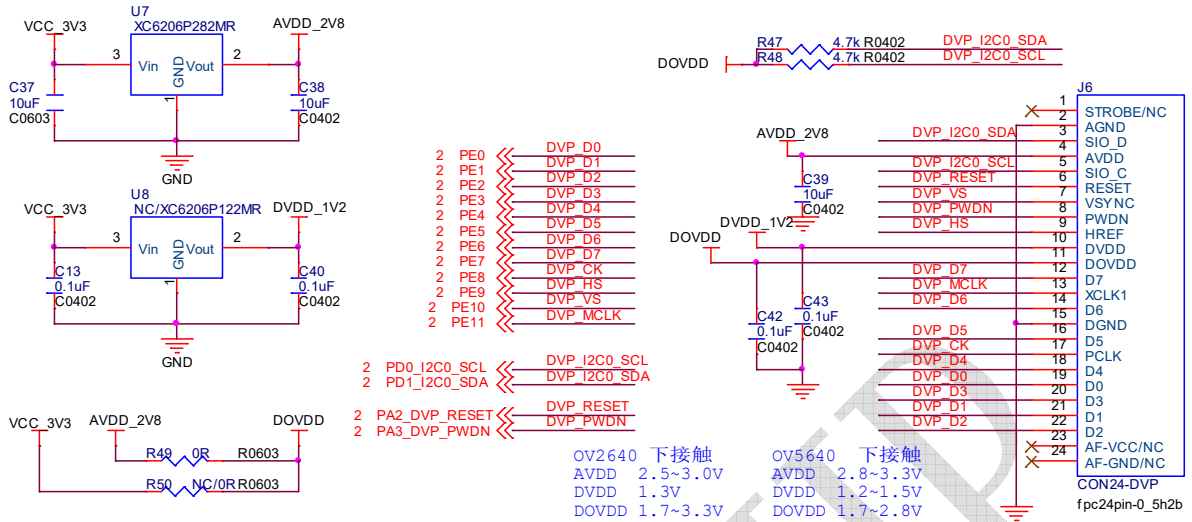 U7
XC6206P282MR
VCC_3V3
AVDD_2V8
3 Vin GND Vout 2
1
C37
10uF
C0603
C38
10uF
C0402
GND
U8
NC/XC6206P122MR
VCC_3V3
DVDD_1V2
3 Vin GND Vout 2
1
C13
0.1uF
C0402
C40
0.1uF
C0402
GND
VCC_3V3
AVDD_2V8
DOVDD
R49 0R R0603
R50 NC/0R R0603
2 PE0 DVP_D0
2 PE1 DVP_D1
2 PE2 DVP_D2
2 PE3 DVP_D3
2 PE4 DVP_D4
2 PE5 DVP_D5
2 PE6 DVP_D6
2 PE7 DVP_D7
2 PE8 DVP_CK
2 PE9 DVP_HS
2 PE10 DVP_VS
2 PE11 DVP_MCLK
2 PD0_I2C0_SCL DVP_I2C0_SCL
2 PD1_I2C0_SDA DVP_I2C0_SDA
2 PA2_DVP_RESET DVP_RESET
2 PA3_DVP_PWDN DVP_PWDN
DOVDD
R47 4.7k R0402 DVP_I2C0_SDA
R48 4.7k R0402 DVP_I2C0_SCL
AVDD_2V8
C39
10uF
C0402
DVDD_1V2
DOVDD
C42
0.1uF
C0402
C43
0.1uF
C0402
J6
1 STROBE/NC
2 AGND
DVP_I2C0_SDA 3 SIO_D
4 AVDD
DVP_I2C0_SCL 5 SIO_C
DVP_RESET 6 RESET
DVP_VS 7 VSYNC
DVP_PWDN 8 PWDN
DVP_HS 9 HREF
10 DVDD
11 DOVDD
DVP_D7 12 D7
DVP_MCLK 13 XCLK1
DVP_D6 14 D6
15 DGND
DVP_D5 16 D5
DVP_CK 17 PCLK
DVP_D4 18 D4
DVP_D0 19 D0
DVP_D3 20 D3
DVP_D1 21 D1
DVP_D2 22 D2
23 AF-VCC/NC
24 AF-GND/NC
CON24-DVP
fpc24pin-0_5h2b
OV2640 下接触
AVDD 2.5~3.0V
DVDD 1.3V
DOVDD 1.7~3.3V
OV5640 下接触
AVDD 2.8~3.3V
DVDD 1.2~1.5V
DOVDD 1.7~2.8V